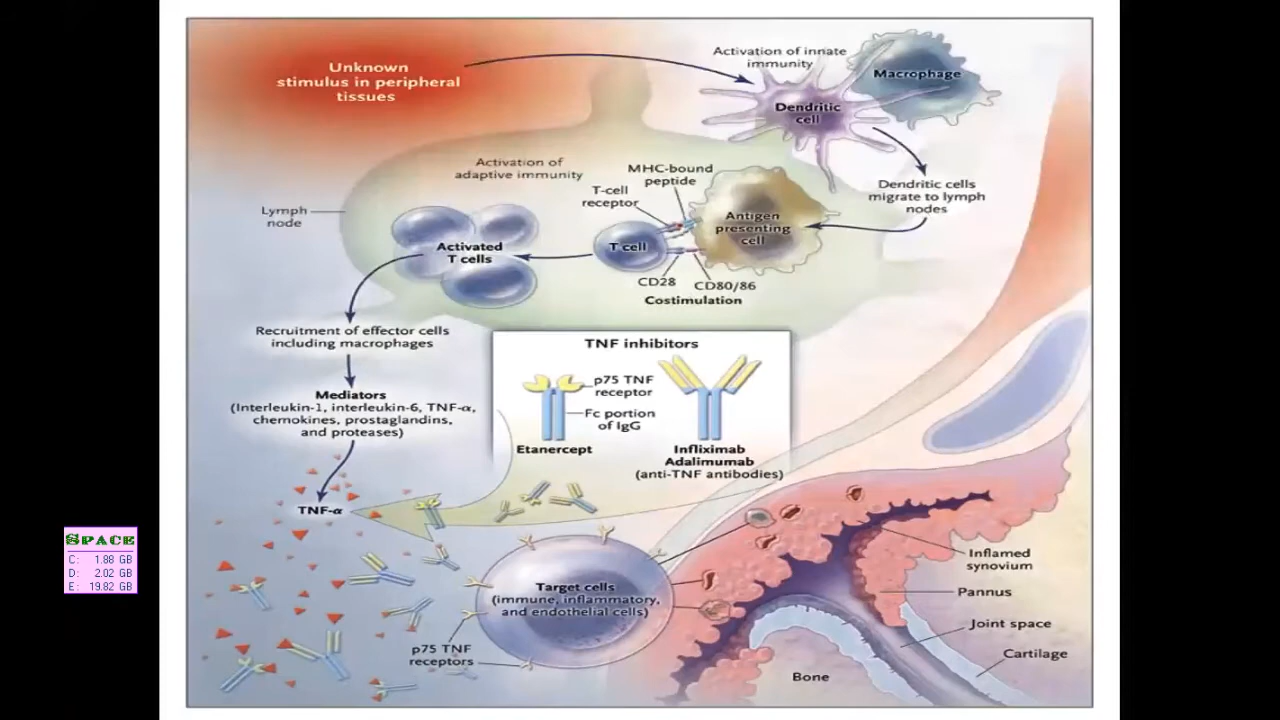 Unknown
stimulus in peripheral
tissues
Activation of innate
immunity
Macrophage
Dendritic
cell
Dendritic cells
migrate to lymph
nodes
Activation of
adaptive immunity
MHC-bound
peptide
T-cell
receptor
Lymph
node
Antigen
presenting
cell
T cell
Activated
T cells
CD28
CD80/86
Costimulation
Recruitment of effector cells
including macrophages
Mediators
(Interleukin-1, interleukin-6, TNF-α,
chemokines, prostaglandins,
and proteases)
TNF-α
TNF inhibitors
p75 TNF
receptor
Fc portion
of IgG
Etanercept
Infliximab
Adalimumab
(anti-TNF antibodies)
Target cells
(immune, inflammatory,
and endothelial cells)
p75 TNF
receptors
Inflamed
synovium
Pannus
Joint space
Cartilage
Bone
SPACE
C: 1.88 GB
D: 2.02 GB
E: 19.82 GB